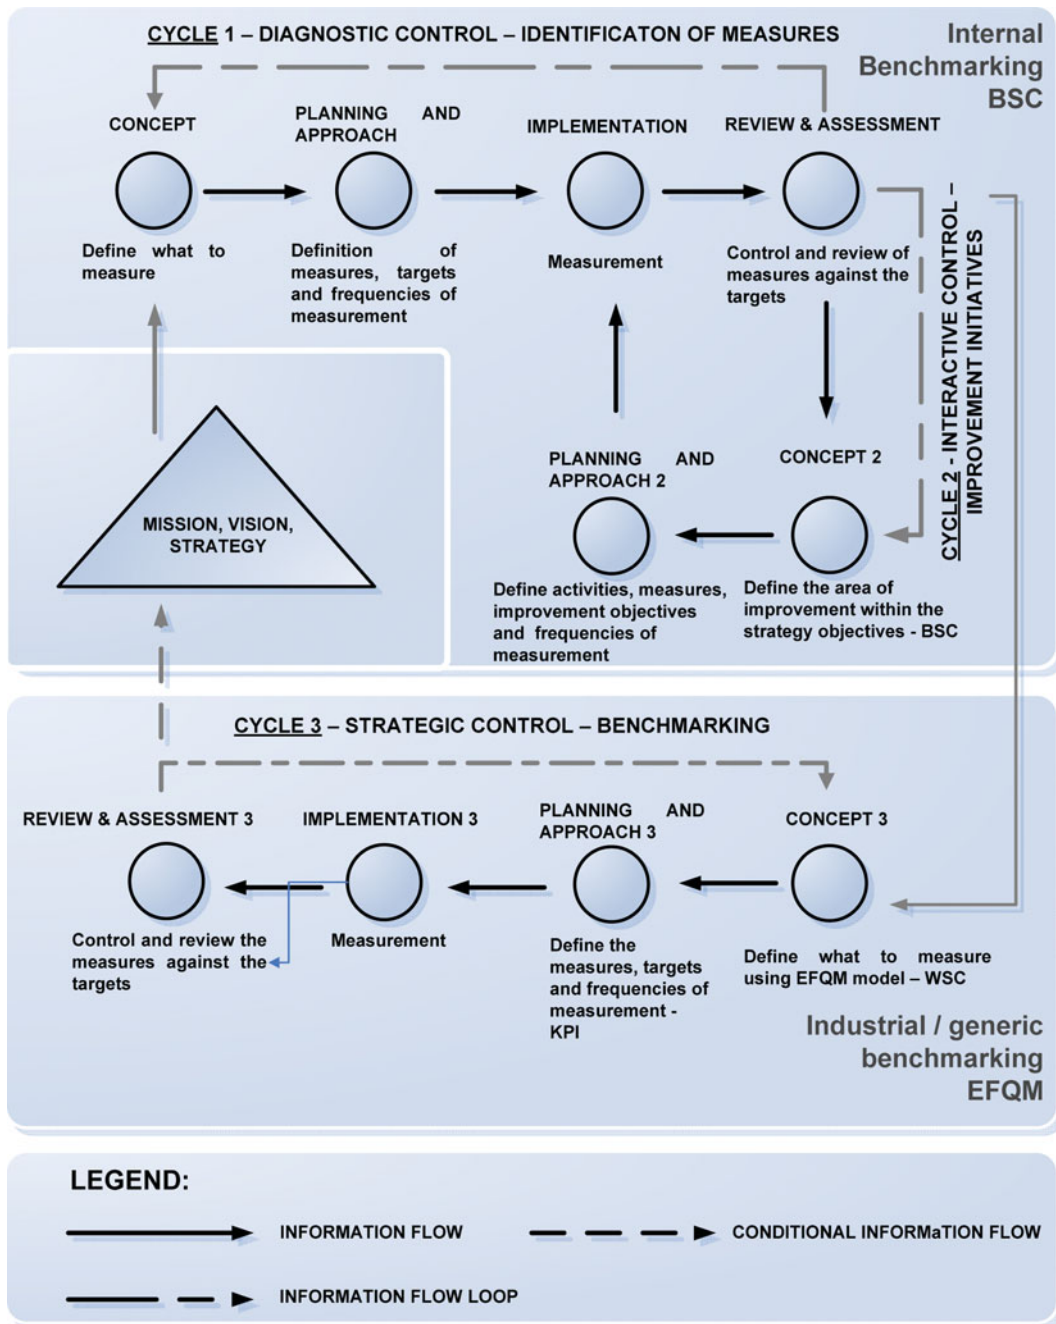 CYCLE 1 – DIAGNOSTIC CONTROL – IDENTIFICATON OF MEASURES
Internal
Benchmarking
BSC
CONCEPT
PLANNING AND
APPROACH
IMPLEMENTATION
REVIEW & ASSESSMENT
Define what to
measure
Definition of
measures, targets
and frequencies of
measurement
Measurement
Control and review of
measures against the
targets
CYCLE 2 - INTERACTIVE CONTROL –
IMPROVEMENT INITIATIVES
MISSION, VISION,
STRATEGY
PLANNING AND
APPROACH 2
CONCEPT 2
Define activities, measures,
improvement objectives
and frequencies of
measurement
Define the area of
improvement within the
strategy objectives - BSC
CYCLE 3 – STRATEGIC CONTROL – BENCHMARKING
REVIEW & ASSESSMENT 3
IMPLEMENTATION 3
PLANNING AND
APPROACH 3
CONCEPT 3
Control and review the
measures against the
targets
Measurement
Define the
measures, targets
and frequencies of
measurement -
KPI
Define what to measure
using EFQM model – WSC
Industrial / generic
benchmarking
EFQM
LEGEND:
INFORMATION FLOW
CONDITIONAL INFORMaTION FLOW
INFORMATION FLOW LOOP